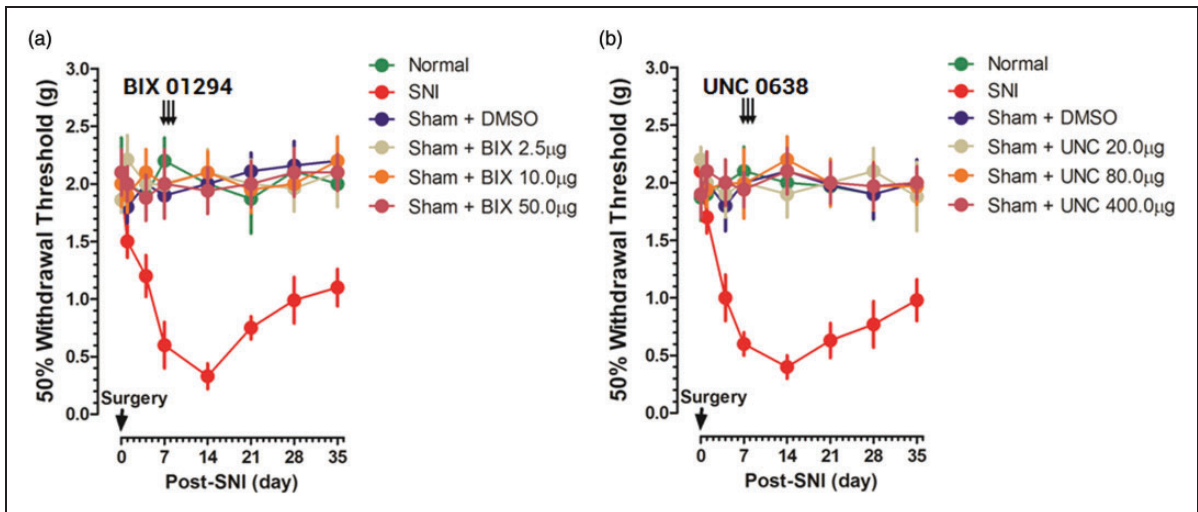 (a)
BIX 01294
50% Withdrawal Threshold (g)
3.0
2.5
2.0
1.5
1.0
0.5
0.0
Surgery
0 7 14 21 28 35
Post-SNI (day)
Normal
SNI
Sham + DMSO
Sham + BIX 2.5µg
Sham + BIX 10.0µg
Sham + BIX 50.0µg
(b)
UNC 0638
50% Withdrawal Threshold (g)
3.0
2.5
2.0
1.5
1.0
0.5
0.0
Surgery
0 7 14 21 28 35
Post-SNI (day)
Normal
SNI
Sham + DMSO
Sham + UNC 20.0µg
Sham + UNC 80.0µg
Sham + UNC 400.0µg